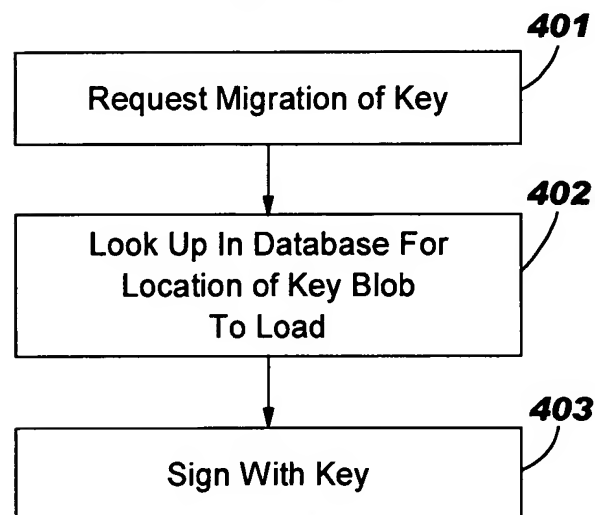 401
Request Migration of Key
402
Look Up In Database For
Location of Key Blob
To Load
403
Sign With Key